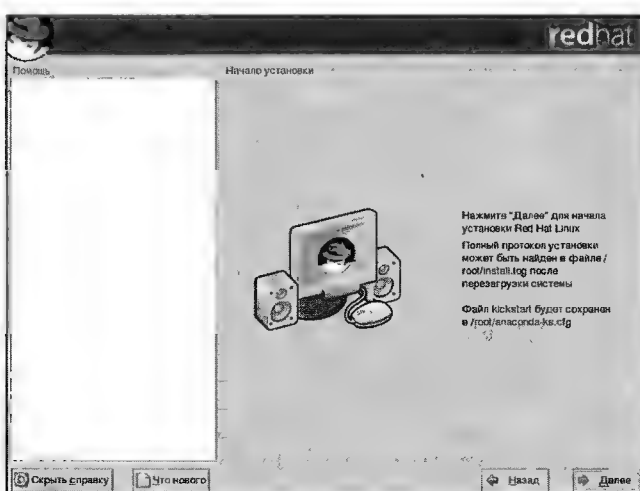 redhat
Помощь
Начало установки
Нажмите "Далее" для начала
установки Red Hat Linux
Полный протокол установки
может быть найден в файле /
root/install.log после
перезагрузки системы
Файл kickstart будет сохранен
в /root/anaconda-ks.cfg
Скрыть справку
Что нового
Назад
Далее